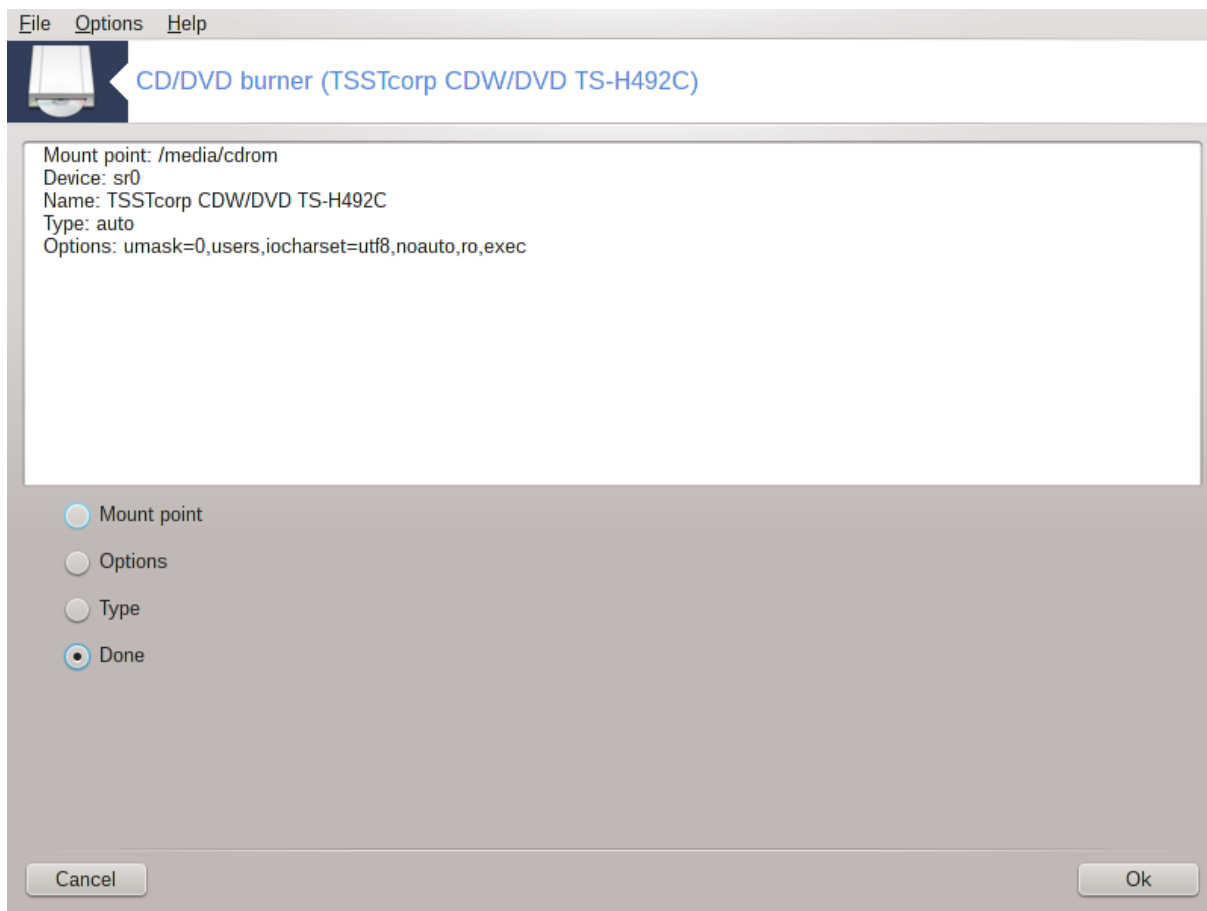 File Options Help
CD/DVD burner (TSSTcorp CDW/DVD TS-H492C)
Mount point: /media/cdrom
Device: sr0
Name: TSSTcorp CDW/DVD TS-H492C
Type: auto
Options: umask=0,users,iocharset=utf8,noauto,ro,exec
Mount point
Options
Type
Done
Cancel Ok